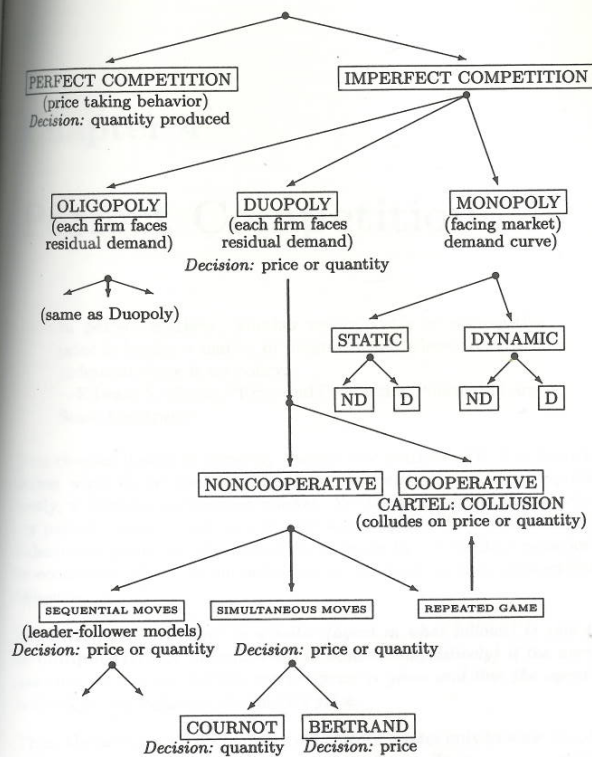 PERFECT COMPETITION
(price taking behavior)
Decision: quantity produced
IMPERFECT COMPETITION
OLIGOPOLY
(each firm faces
residual demand)
(same as Duopoly)
DUOPOLY
(each firm faces
residual demand)
Decision: price or quantity
MONOPOLY
(facing market)
demand curve)
STATIC
DYNAMIC
ND
D
ND
D
NONCOOPERATIVE
COOPERATIVE
CARTEL: COLLUSION
(colludes on price or quantity)
SEQUENTIAL MOVES
(leader-follower models)
Decision: price or quantity
SIMULTANEOUS MOVES
Decision: price or quantity
REPEATED GAME
COURNOT
Decision: quantity
BERTRAND
Decision: price